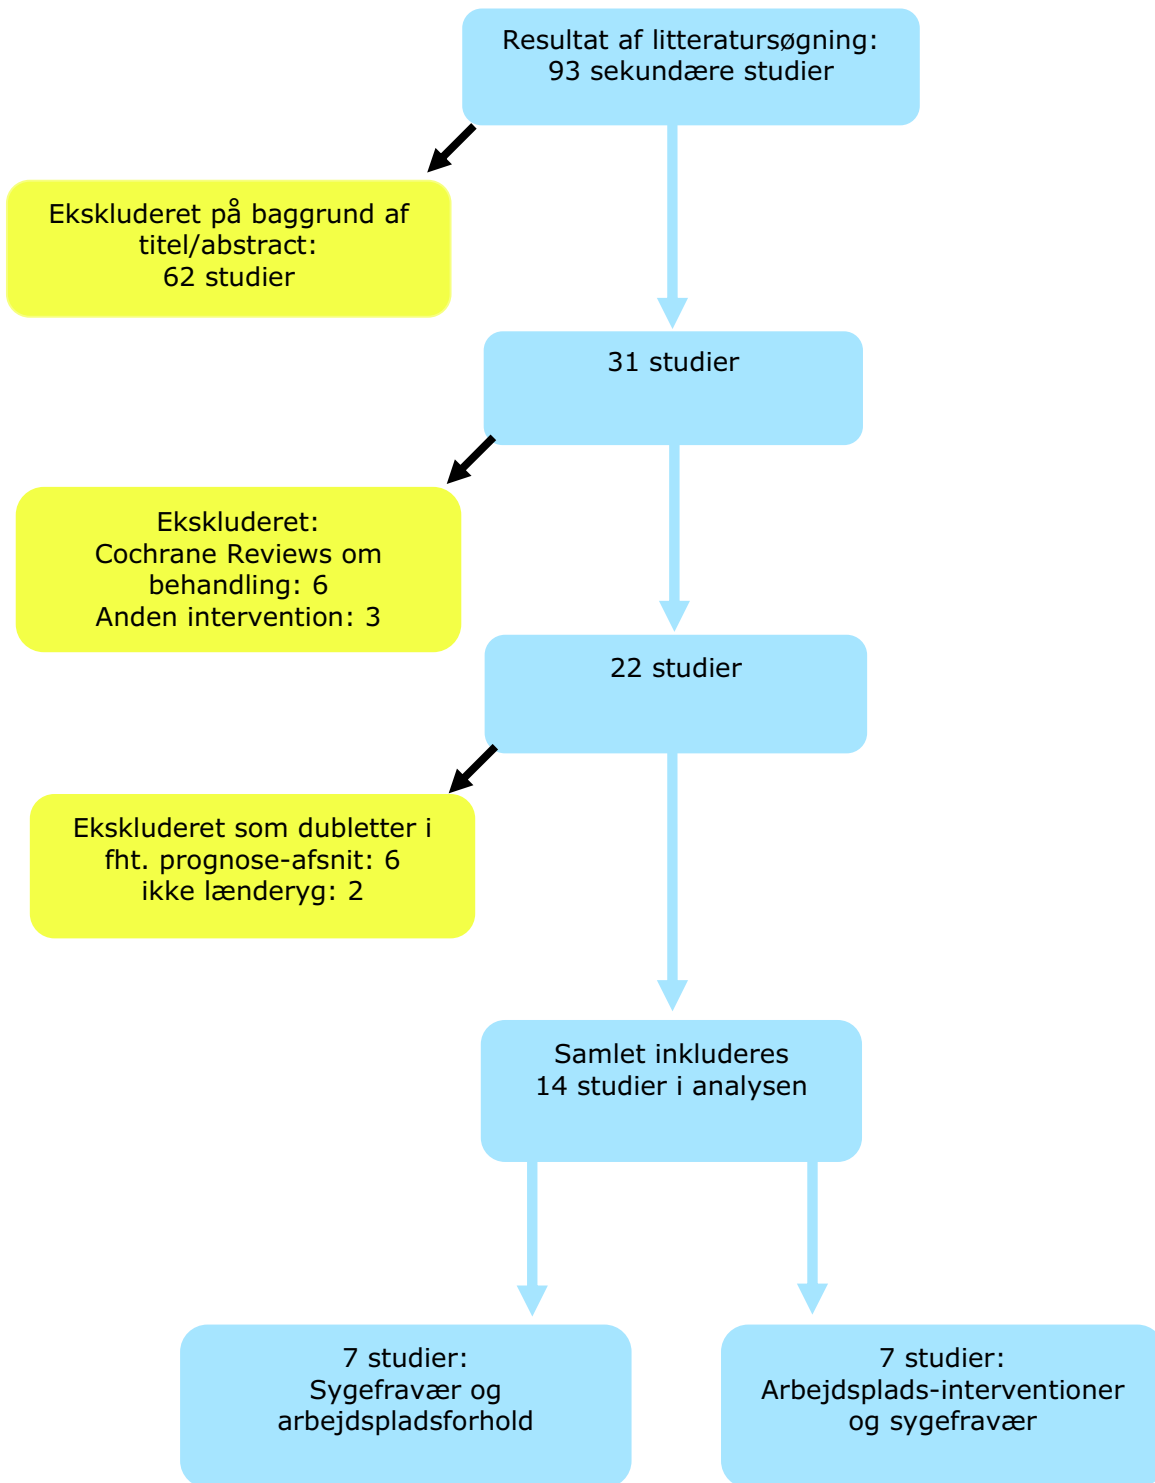 Resultat af litteratursøgning:
93 sekundære studier
Ekskluderet på baggrund af
titel/abstract:
62 studier
31 studier
Ekskluderet:
Cochrane Reviews om
behandling: 6
Anden intervention: 3
22 studier
Ekskluderet som dubletter i
fht. prognose-afsnit: 6
ikke lænderyg: 2
Samlet inkluderes
14 studier i analysen
7 studier:
Sygefravær og
arbejdspladsforhold
7 studier:
Arbejdsplads-interventioner
og sygefravær